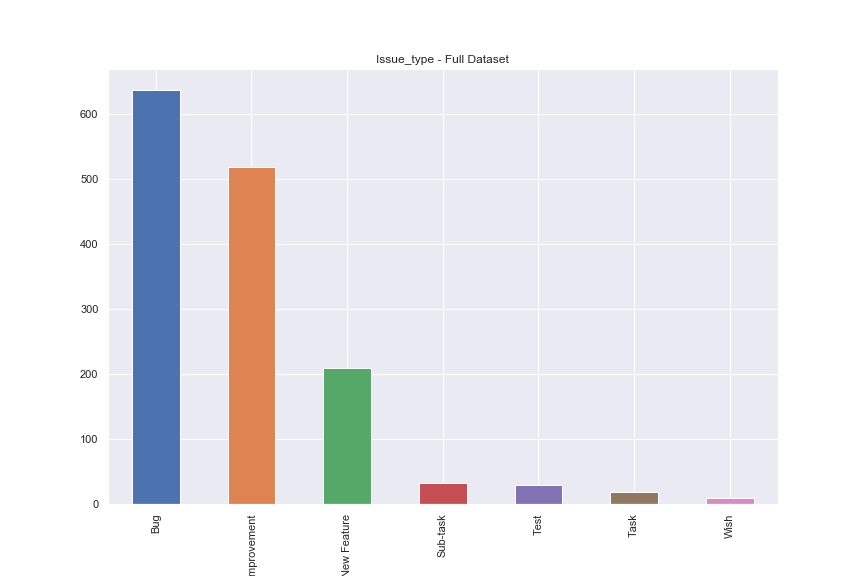 Issue_type - Full Dataset
600
500
400
300
200
100
0
Bug
mprovement
New Feature
Sub-task
Test
Task
Wish